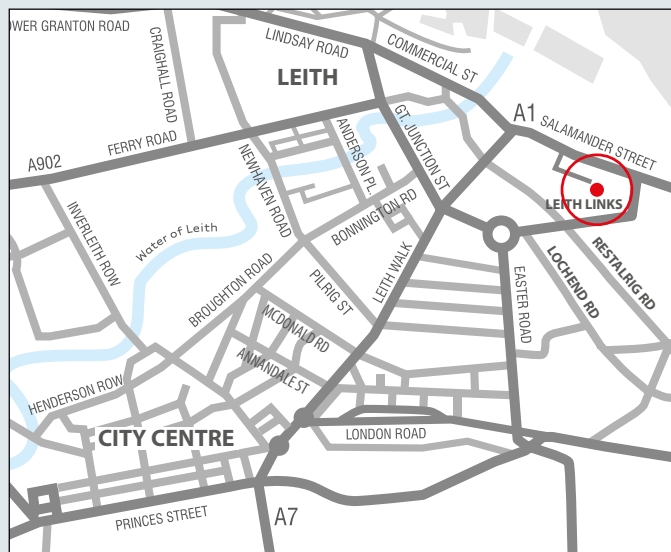 OWER GRANTON ROAD
CRAIGHALL ROAD
LINDSAY ROAD
COMMERCIAL ST
LEITH
A1
SALAMANDER STREET
FERRY ROAD
A902
ANDERSON PL.
GT. JUNCTION ST
NEWHAVEN ROAD
LEITH LINKS
BONNINGTON RD
INVERLEITH ROW
Water of Leith
RESTALRIG RD
LOCHEND RD
LEITH WALK
EASTER ROAD
BROUGHTON ROAD
PILRIG ST
MCDONALD RD
ANNANDALE ST
HENDERSON ROW
CITY CENTRE
LONDON ROAD
PRINCES STREET
A7